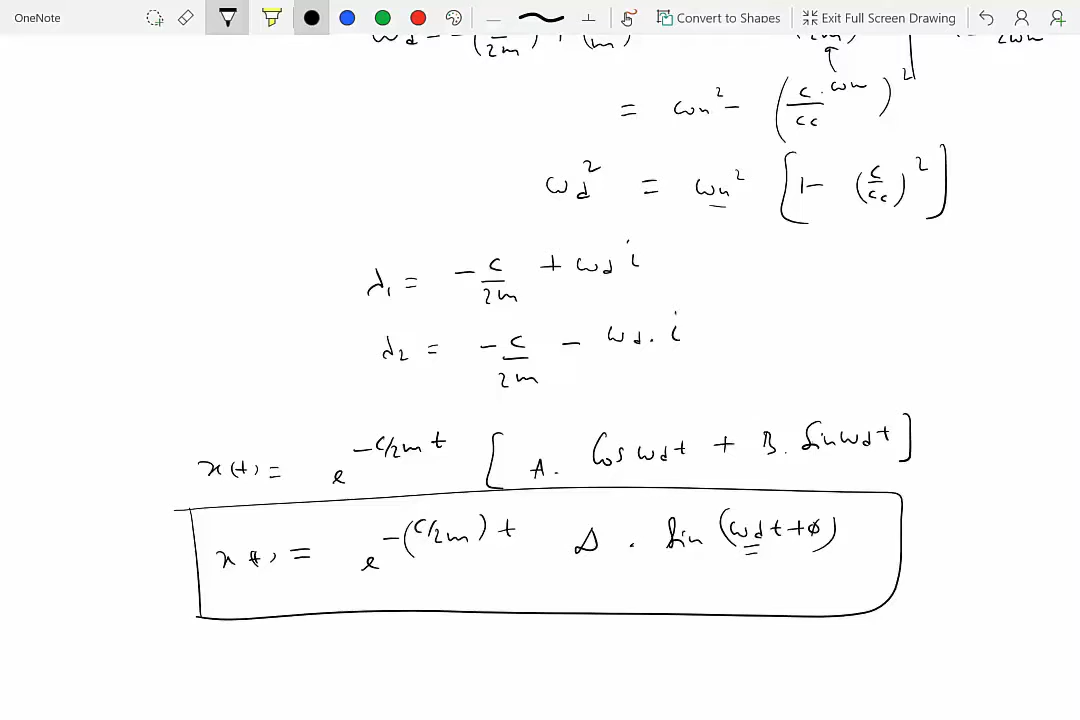 OneNote
Convert to Shapes
Exit Full Screen Drawing
= ωn² - (c/cc · ωn)²
ωd² = ωn² [1 - (c/cc)²]
λ₁ = - c/2m + ωd i
λ₂ = - c/2m - ωd · i
x(t) = e^-c/2m t [A. Cos ωdt + B. Sin ωdt]
x(t) = e^-(c/2m) t Δ . Sin (ωdt+ø)